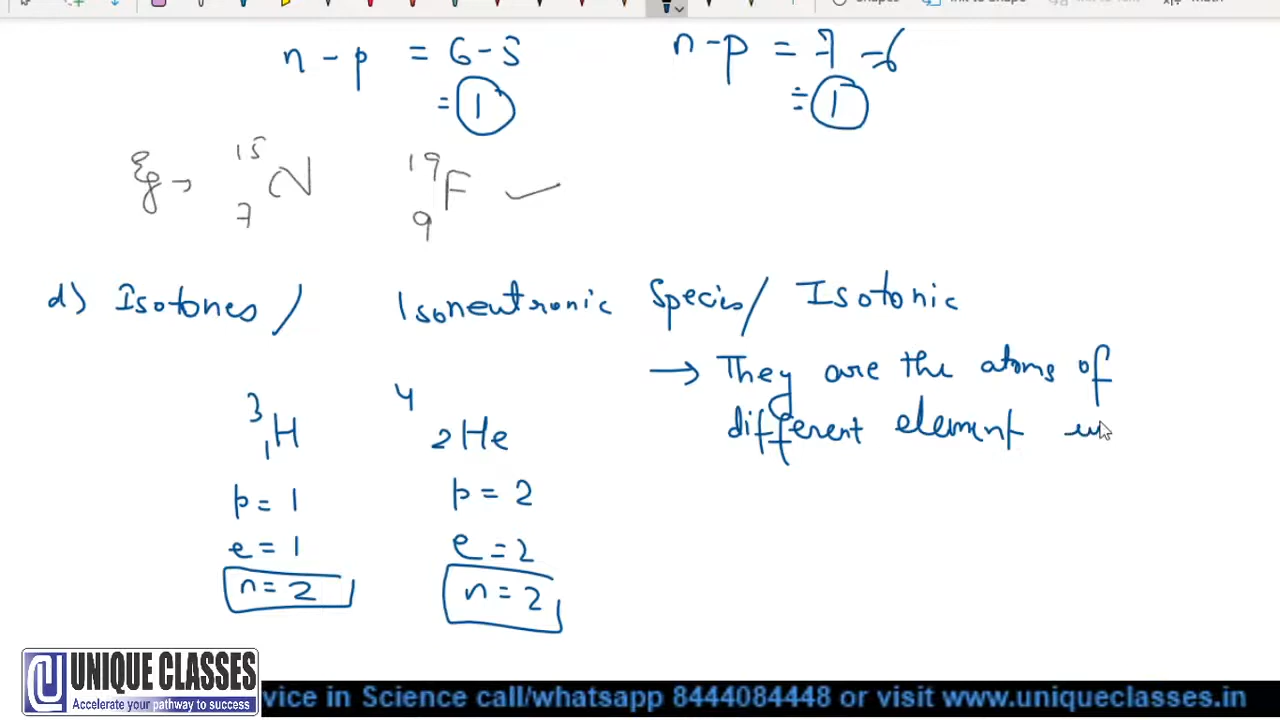 n - p = 6 - 5
= 1
n - p = 7 - 6
= 1
Eg → 15 7 N 19 9 F ✓
d) Isotones / Isoneutronic Species / Isotonic
→ They are the atoms of
different element
3 1 H
p = 1
e = 1
n = 2
4 2 He
p = 2
e = 2
n = 2
UNIQUE CLASSES
Accelerate your pathway to success
vice in Science call/whatsapp 8444084448 or visit www.uniqueclasses.in